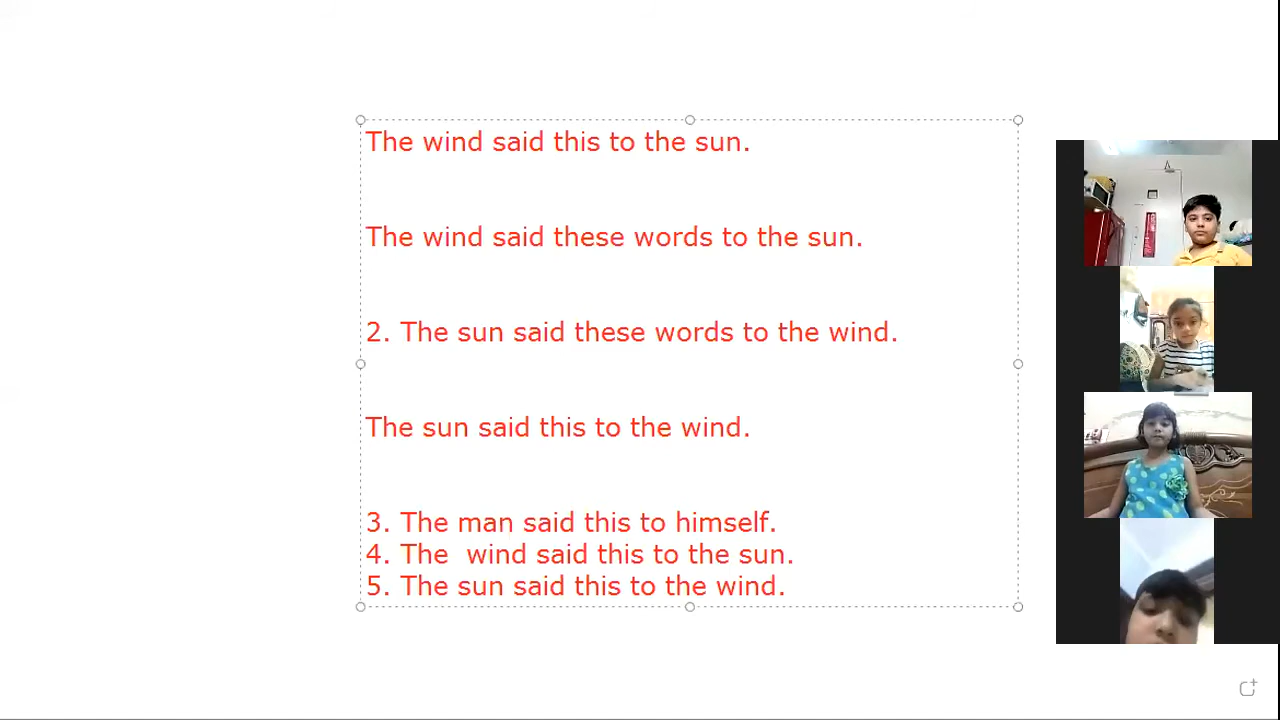 The wind said this to the sun.
The wind said these words to the sun.
2. The sun said these words to the wind.
The sun said this to the wind.
3. The man said this to himself.
4. The  wind said this to the sun.
5. The sun said this to the wind.